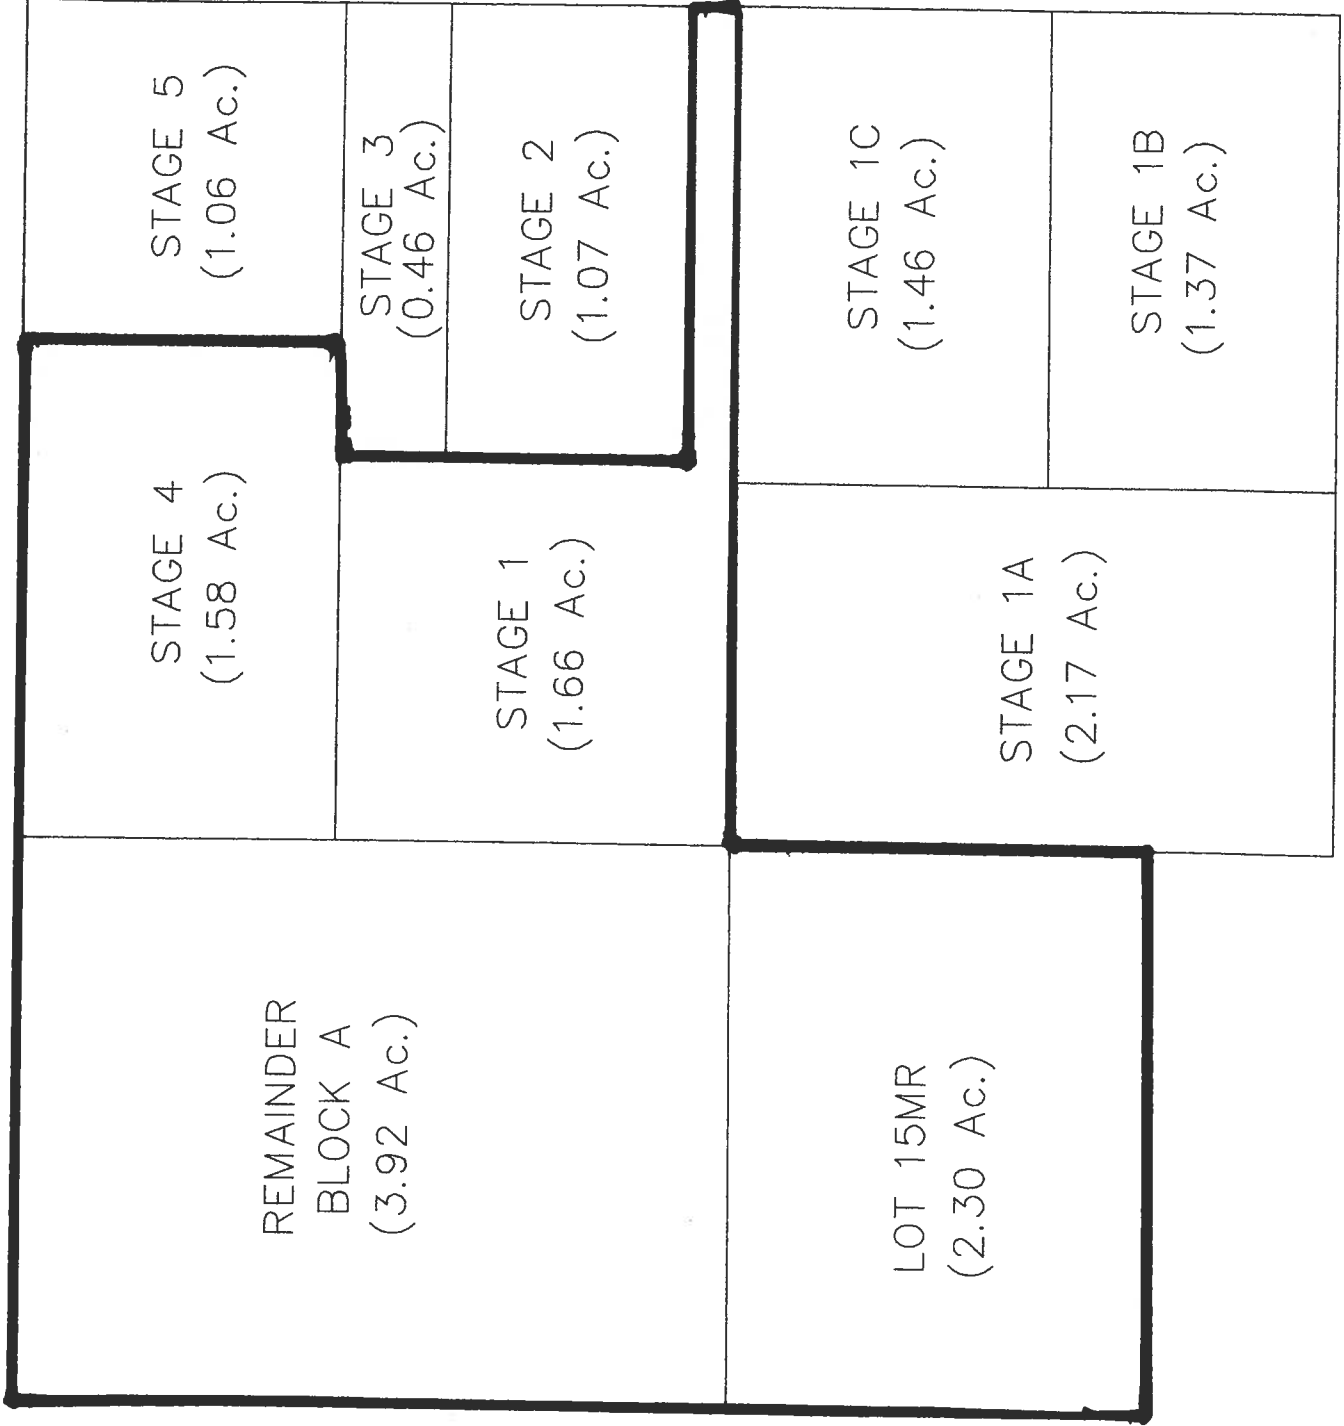 STAGE 5
(1.06 Ac.)
STAGE 3
(0.46 Ac.)
STAGE 2
(1.07 Ac.)
STAGE 1C
(1.46 Ac.)
STAGE 1B
(1.37 Ac.)
STAGE 4
(1.58 Ac.)
STAGE 1
(1.66 Ac.)
STAGE 1A
(2.17 Ac.)
REMAINDER
BLOCK A
(3.92 Ac.)
LOT 15MR
(2.30 Ac.)